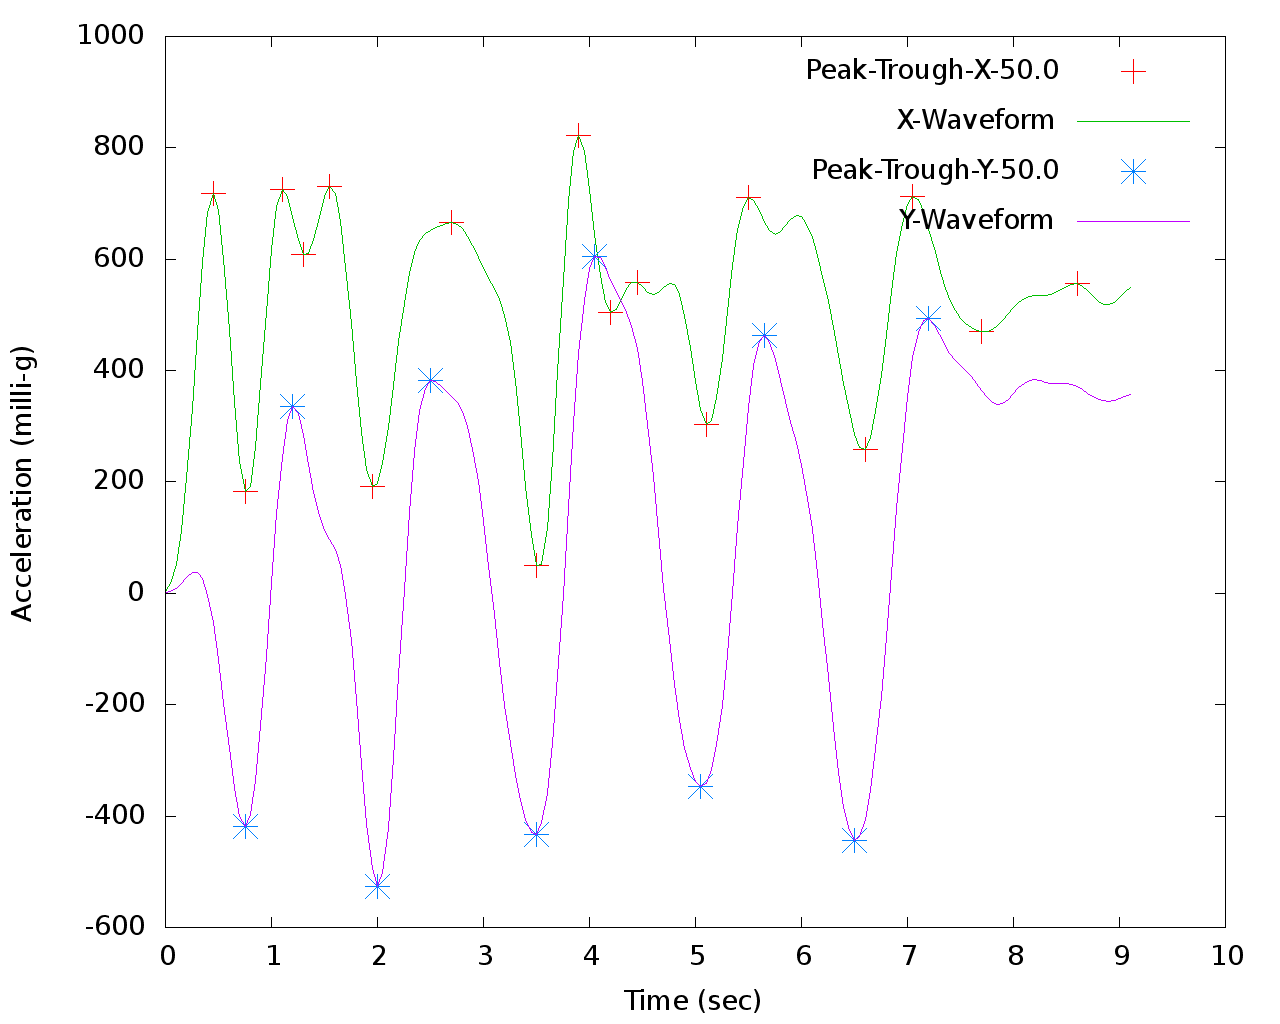 1000
800
600
400
200
0
-200
-400
-600
0 1 2 3 4 5 6 7 8 9 10
Acceleration (milli-g)
Time (sec)
Peak-Trough-X-50.0
X-Waveform
Peak-Trough-Y-50.0
Y-Waveform